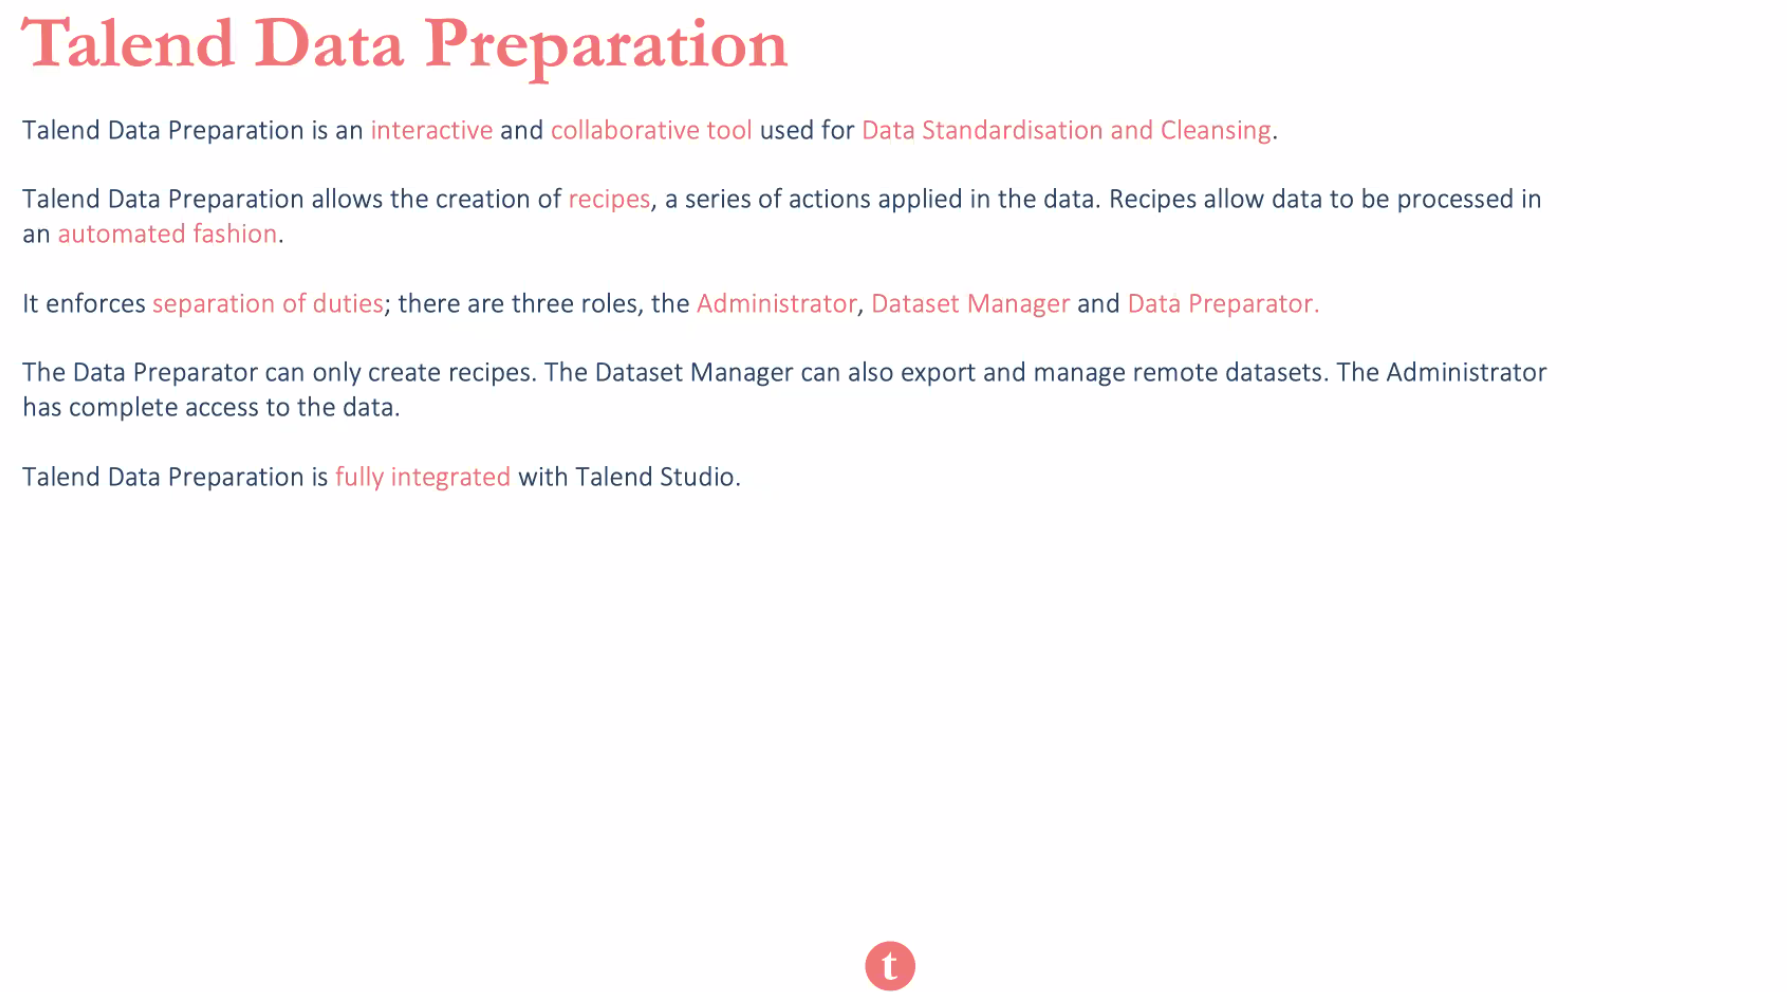 Talend Data Preparation
Talend Data Preparation is an interactive and collaborative tool used for Data Standardisation and Cleansing.
Talend Data Preparation allows the creation of recipes, a series of actions applied in the data. Recipes allow data to be processed in
an automated fashion.
It enforces separation of duties; there are three roles, the Administrator, Dataset Manager and Data Preparator.
The Data Preparator can only create recipes. The Dataset Manager can also export and manage remote datasets. The Administrator
has complete access to the data.
Talend Data Preparation is fully integrated with Talend Studio.
t